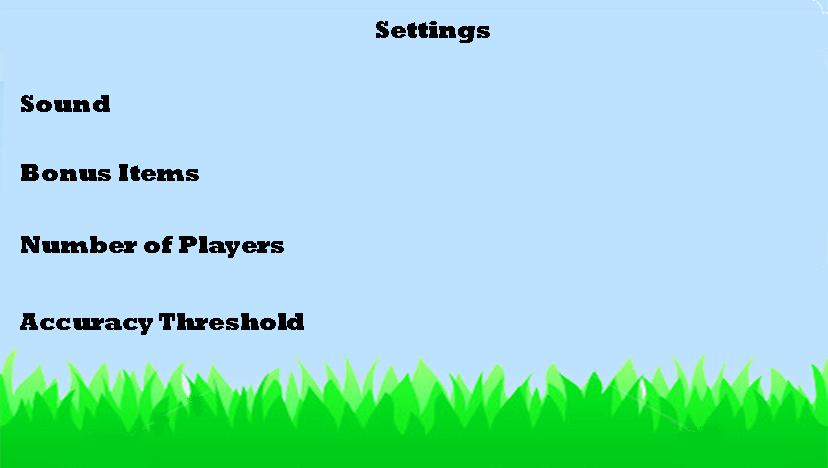 Settings
Sound
Bonus Items
Number of Players
Accuracy Threshold